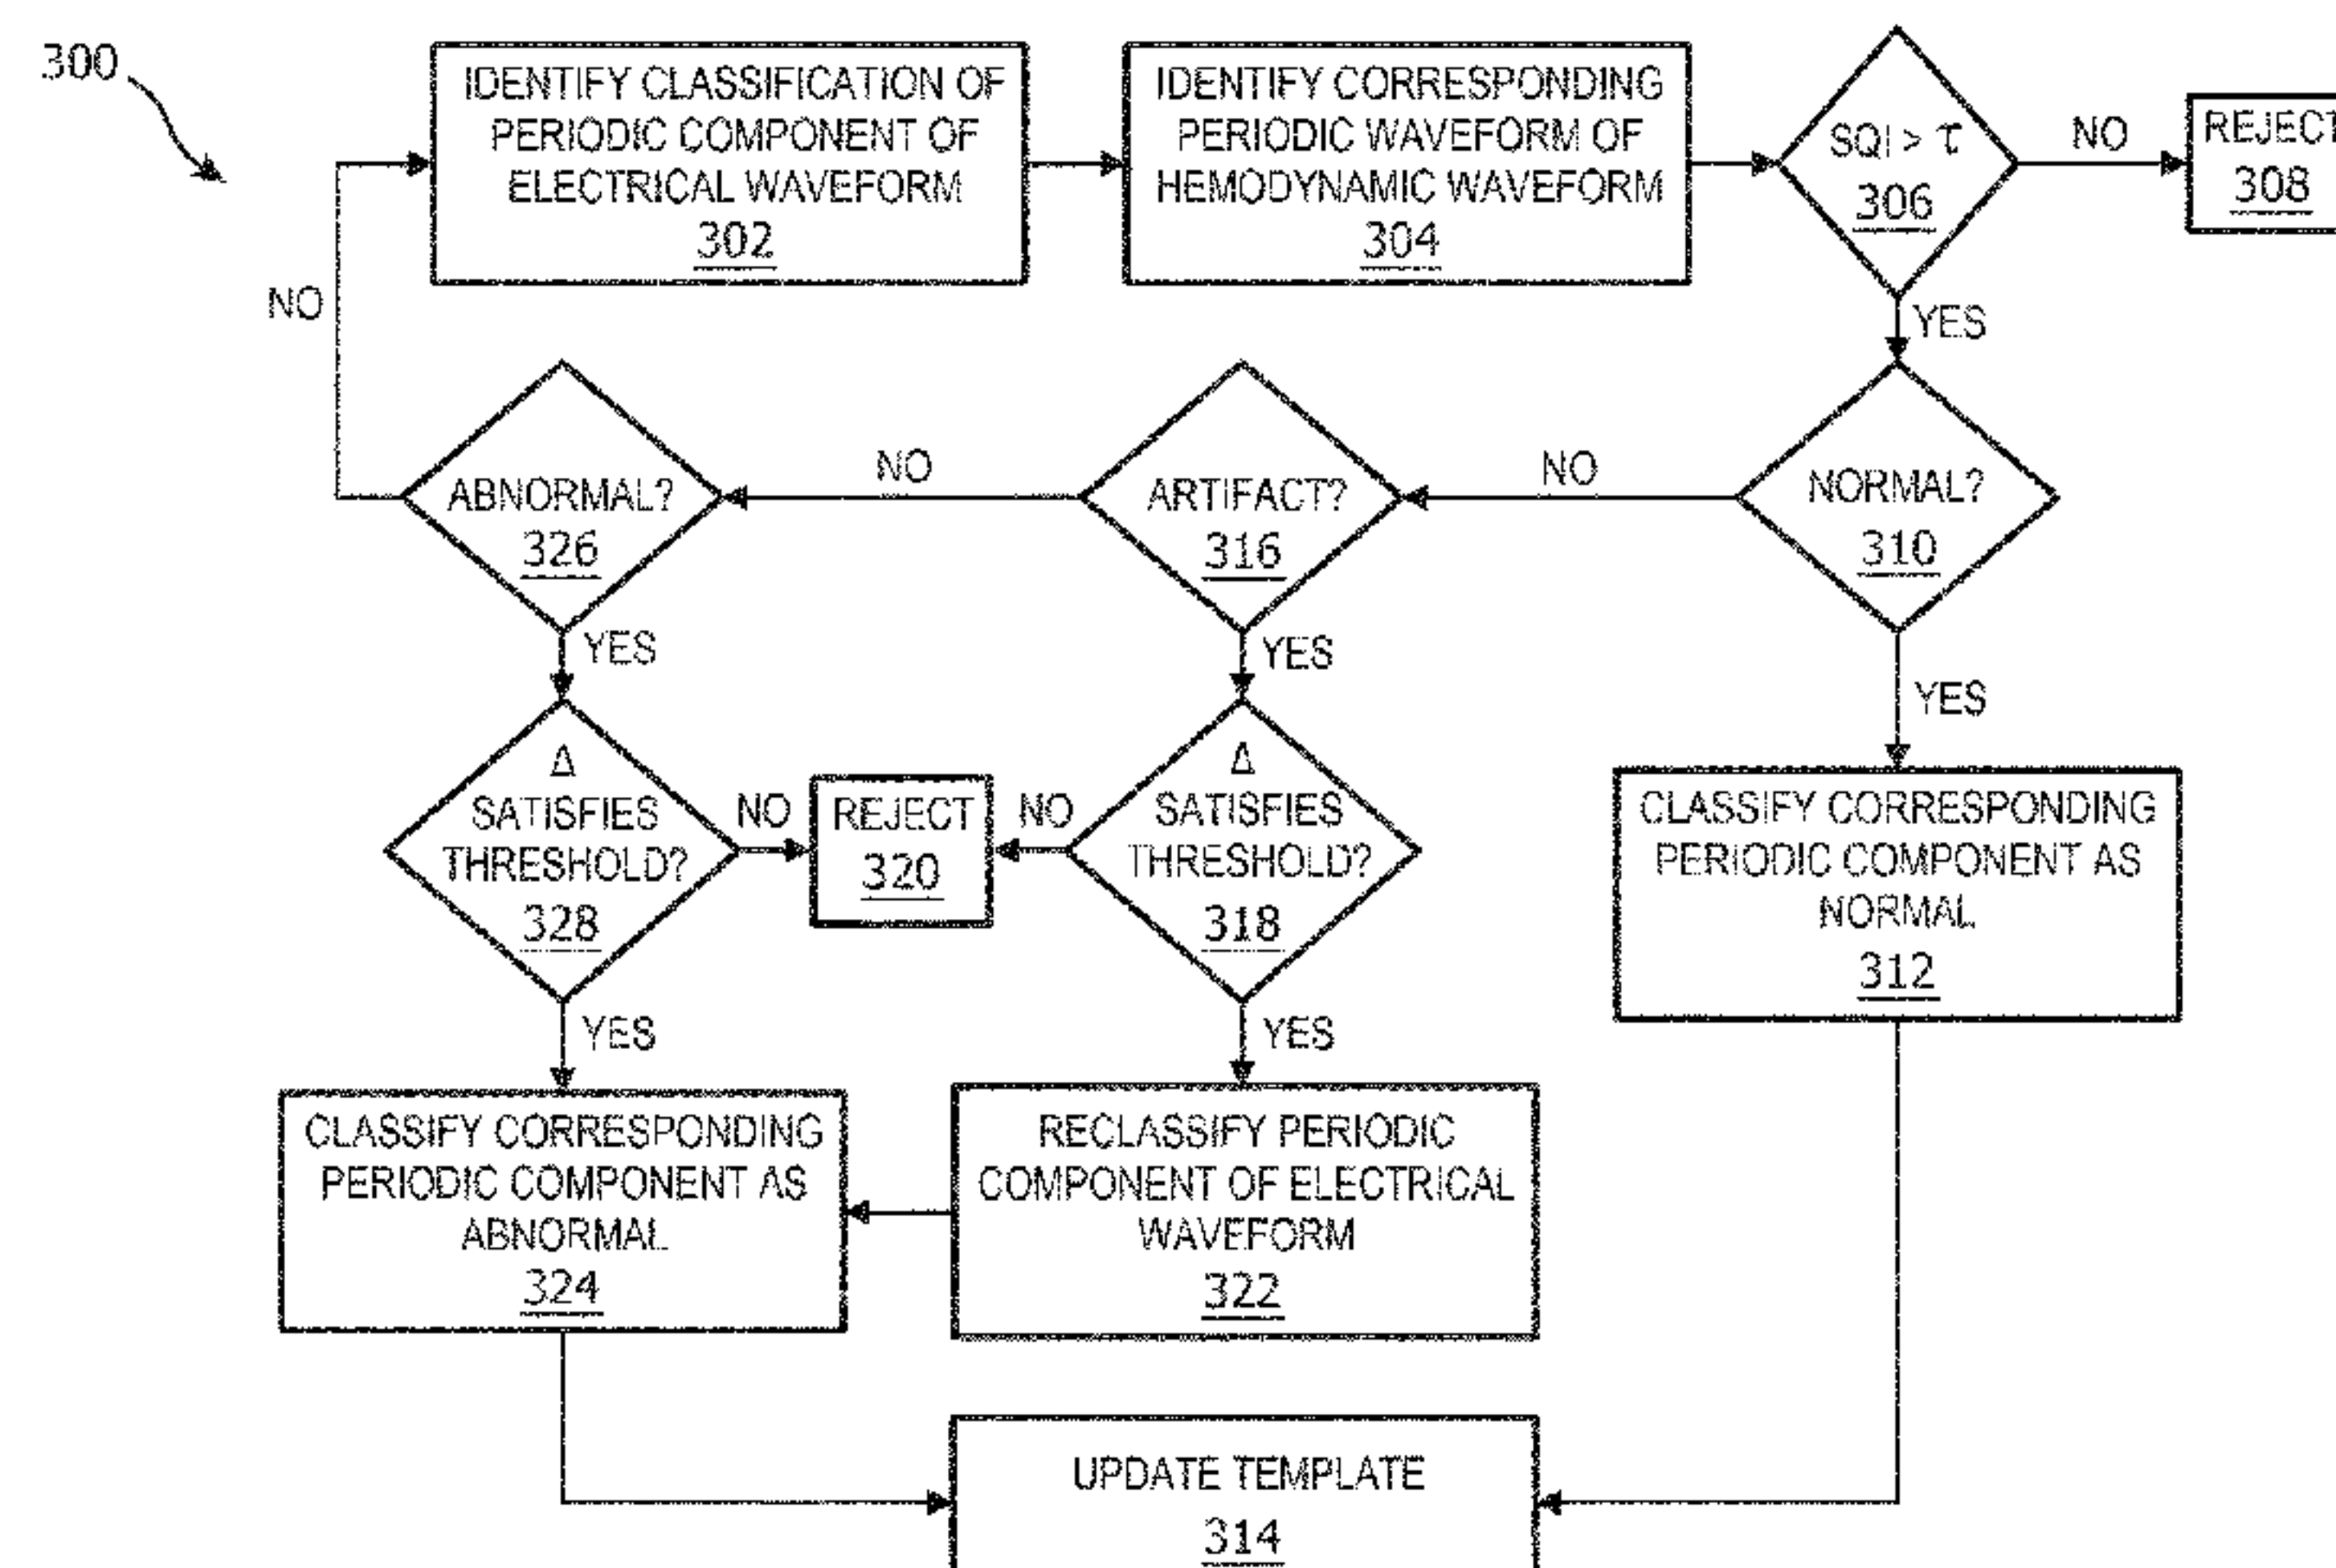 300
IDENTIFY CLASSIFICATION OF
PERIODIC COMPONENT OF
ELECTRICAL WAVEFORM
302
IDENTIFY CORRESPONDING
PERIODIC WAVEFORM OF
HEMODYNAMIC WAVEFORM
304
SQI > τ
306
NO
REJECT
308
YES
NO
ABNORMAL?
326
NO
ARTIFACT?
316
NO
NORMAL?
310
YES
YES
YES
Δ
SATISFIES
THRESHOLD?
328
NO
REJECT
320
NO
Δ
SATISFIES
THRESHOLD?
318
CLASSIFY CORRESPONDING
PERIODIC COMPONENT AS
NORMAL
312
YES
YES
CLASSIFY CORRESPONDING
PERIODIC COMPONENT AS
ABNORMAL
324
RECLASSIFY PERIODIC
COMPONENT OF ELECTRICAL
WAVEFORM
322
UPDATE TEMPLATE
314